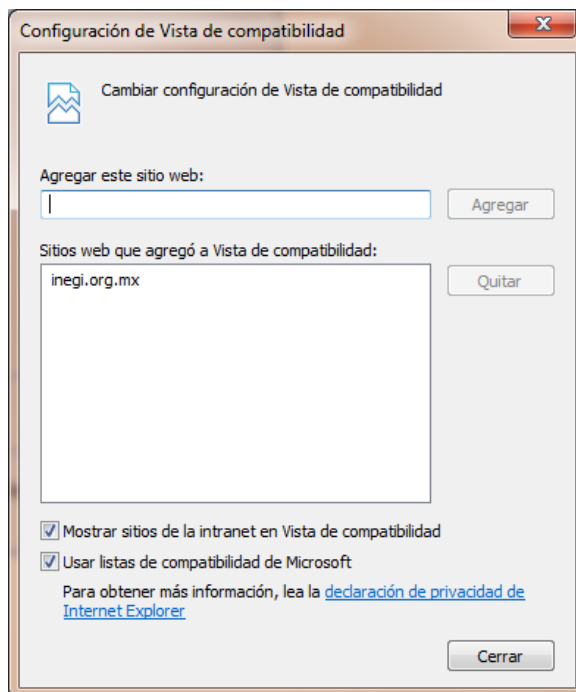 Configuración de Vista de compatibilidad
Cambiar configuración de Vista de compatibilidad
Agregar este sitio web:
Agregar
Sitios web que agregó a Vista de compatibilidad:
inegi.org.mx
Quitar
Mostrar sitios de la intranet en Vista de compatibilidad
Usar listas de compatibilidad de Microsoft
Para obtener más información, lea la declaración de privacidad de
Internet Explorer
Cerrar